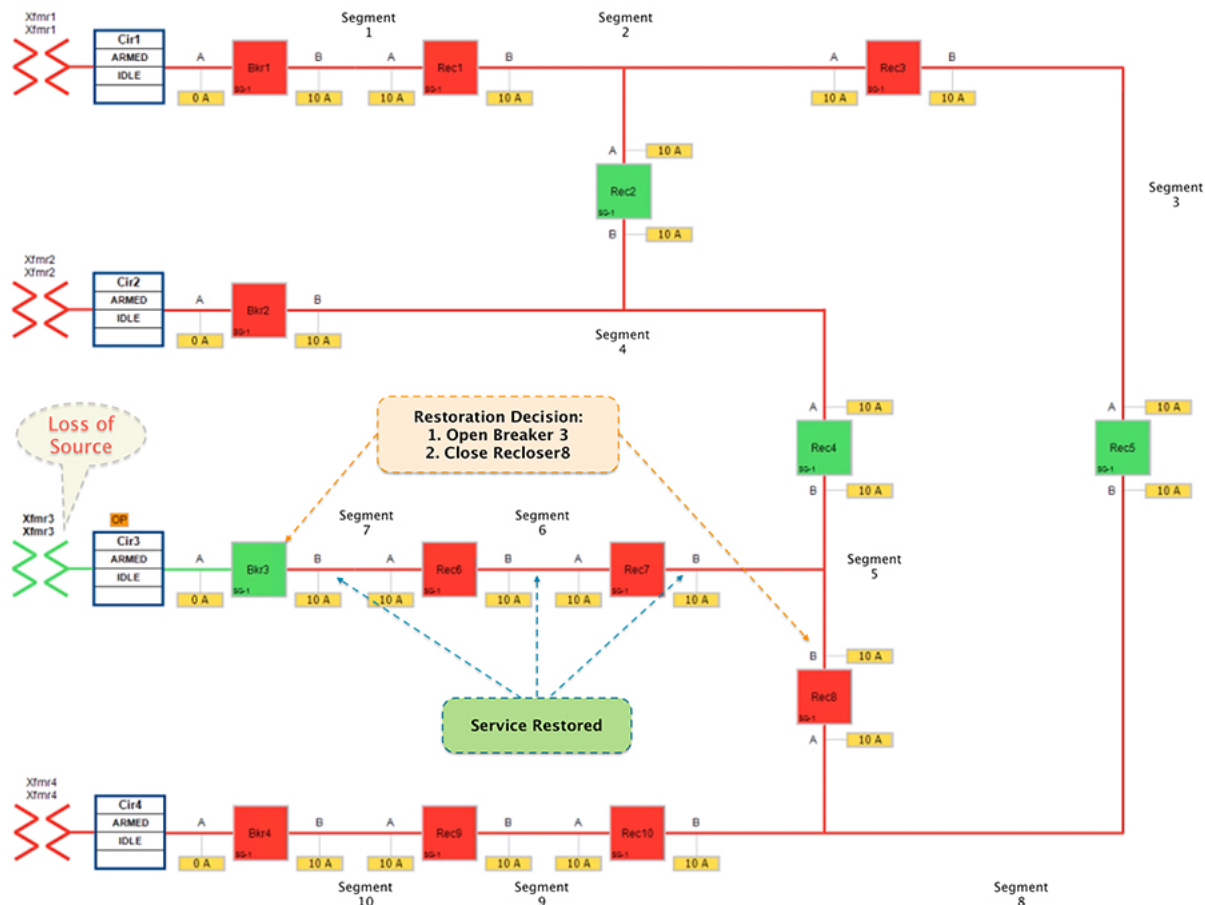 Xfmr1
Xfmr1
Cir1
ARMED
IDLE
A
Bkr1
SG-1
B
0 A
10 A
Segment
1
A
Rec1
SG-1
B
10 A
10 A
Segment
2
A
Rec3
SG-1
B
10 A
10 A
A
10 A
Rec2
SG-1
B
10 A
Segment
3
Xfmr2
Xfmr2
Cir2
ARMED
IDLE
A
Bkr2
SG-1
B
0 A
10 A
Segment
4
Loss of
Source
Restoration Decision:
1. Open Breaker 3
2. Close Recloser8
A
10 A
Rec4
SG-1
B
10 A
A
10 A
Rec5
SG-1
B
10 A
Xfmr3
Xfmr3
OP
Cir3
ARMED
IDLE
A
Bkr3
SG-1
B
0 A
10 A
Segment
7
A
Rec6
SG-1
B
10 A
10 A
Segment
6
A
Rec7
SG-1
B
10 A
10 A
Segment
5
B
10 A
Rec8
SG-1
A
10 A
Service Restored
Xfmr4
Xfmr4
Cir4
ARMED
IDLE
A
Bkr4
SG-1
B
0 A
10 A
A
Rec9
SG-1
B
10 A
10 A
A
Rec10
SG-1
B
10 A
10 A
Segment
10
Segment
9
Segment
8